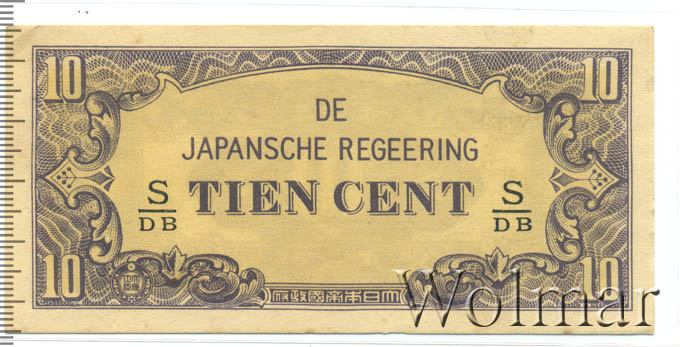 10 10
DE
JAPANSCHE REGEERING
S/DB TIEN CENT S/DB
10 大日本帝國政府 10
Wolmar